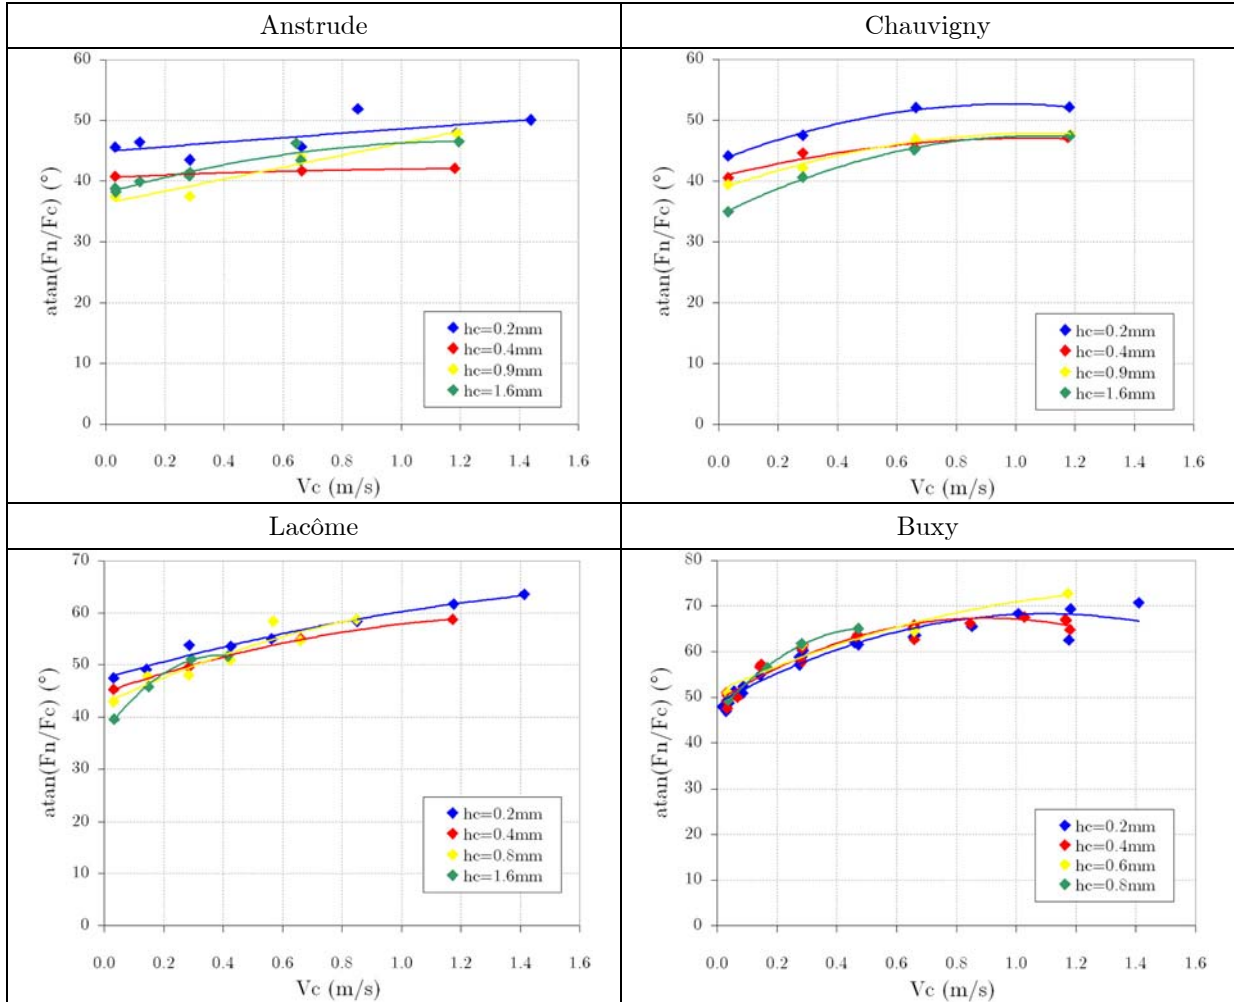 Anstrude
Chauvigny
60
50
40
30
20
10
0
atan(Fn/Fc) (°)
0.0 0.2 0.4 0.6 0.8 1.0 1.2 1.4 1.6
Vc (m/s)
hc=0.2mm
hc=0.4mm
hc=0.9mm
hc=1.6mm
60
50
40
30
20
10
0
atan(Fn/Fc) (°)
0.0 0.2 0.4 0.6 0.8 1.0 1.2 1.4 1.6
Vc (m/s)
hc=0.2mm
hc=0.4mm
hc=0.9mm
hc=1.6mm
Lacôme
Buxy
70
60
50
40
30
20
10
0
atan(Fn/Fc) (°)
0.0 0.2 0.4 0.6 0.8 1.0 1.2 1.4 1.6
Vc (m/s)
hc=0.2mm
hc=0.4mm
hc=0.8mm
hc=1.6mm
80
70
60
50
40
30
20
10
0
atan(Fn/Fc) (°)
0.0 0.2 0.4 0.6 0.8 1.0 1.2 1.4 1.6
Vc (m/s)
hc=0.2mm
hc=0.4mm
hc=0.6mm
hc=0.8mm